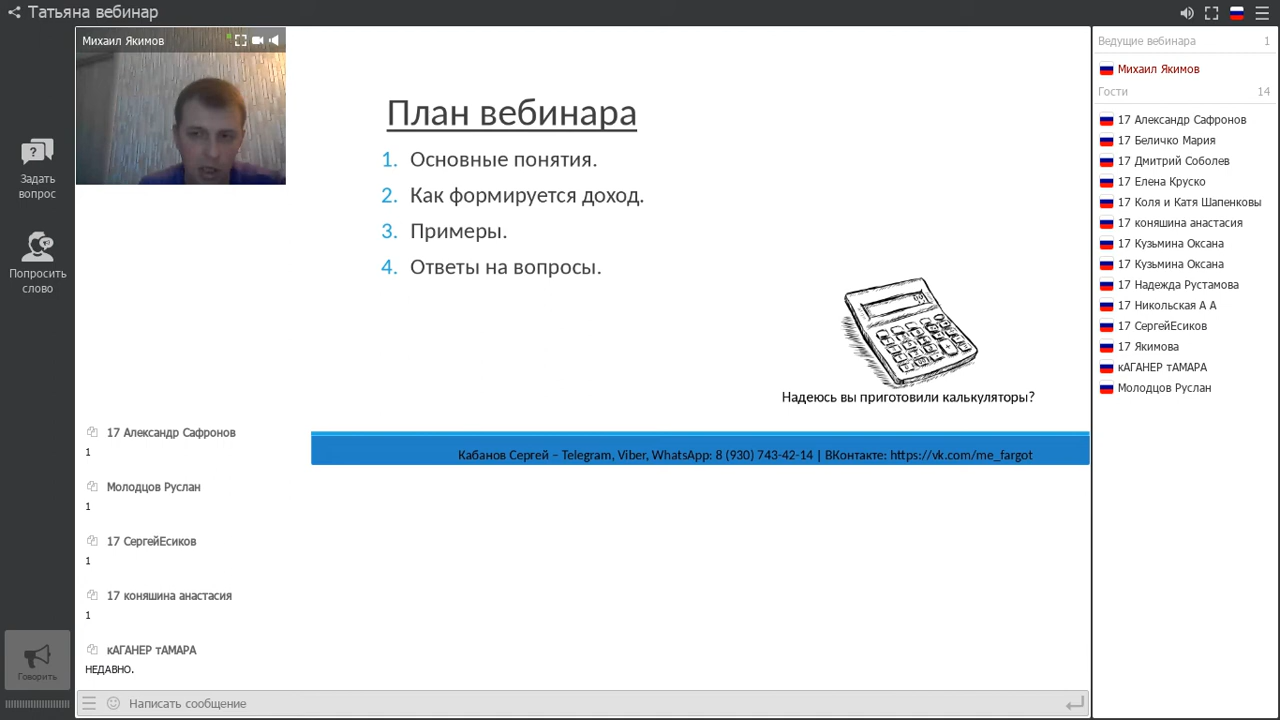 Татьяна вебинар
Задать
вопрос
Попросить
слово
Говорить
Михаил Якимов
План вебинара
1. Основные понятия.
2. Как формируется доход.
3. Примеры.
4. Ответы на вопросы.
Надеюсь вы приготовили калькуляторы?
Кабанов Сергей – Telegram, Viber, WhatsApp: 8 (930) 743-42-14 | ВКонтакте: https://vk.com/me_fargot
17 Александр Сафронов
1
Молодцов Руслан
1
17 СергейЕсиков
1
17 коняшина анастасия
1
кАГАНЕР тАМАРА
НЕДАВНО.
Написать сообщение
Ведущие вебинара 1
Михаил Якимов
Гости 14
17 Александр Сафронов
17 Беличко Мария
17 Дмитрий Соболев
17 Елена Круско
17 Коля и Катя Шапенковы
17 коняшина анастасия
17 Кузьмина Оксана
17 Кузьмина Оксана
17 Надежда Рустамова
17 Никольская А А
17 СергейЕсиков
17 Якимова
кАГАНЕР тАМАРА
Молодцов Руслан